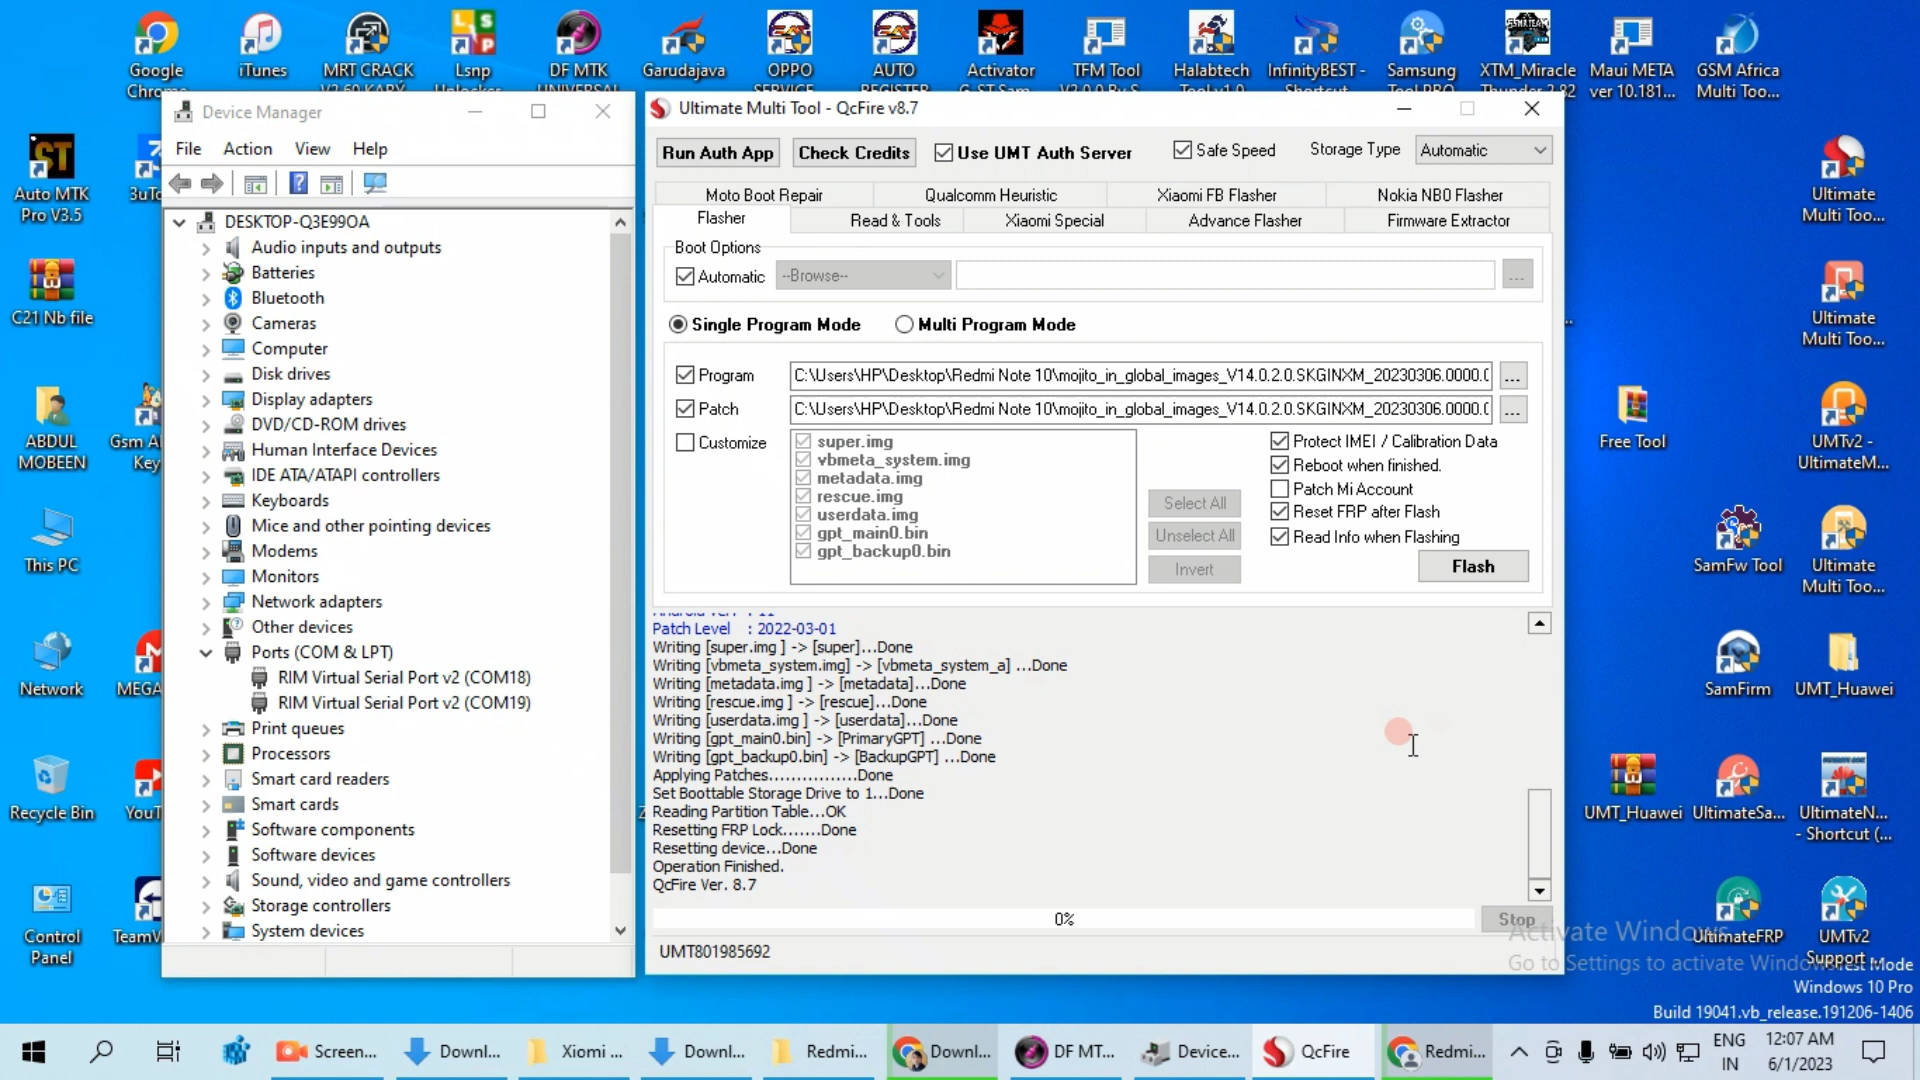 Google
Chrome
iTunes
MRT CRACK
Lsnp
DF MTK
Garudajava
OPPO
AUTO
Activator
TFM Tool
Halabtech
InfinityBEST -
Samsung
XTM_Miracle
Maui META
ver 10.181...
GSM Africa
Multi Too...
Auto MTK
Pro V3.5
3uTo
C21 Nb file
ABDUL
MOBEEN
Gsm Al
Key
This PC
Network
MEGA
Recycle Bin
YouT
Control
Panel
TeamV
Device Manager
File Action View Help
DESKTOP-Q3E99OA
Audio inputs and outputs
Batteries
Bluetooth
Cameras
Computer
Disk drives
Display adapters
DVD/CD-ROM drives
Human Interface Devices
IDE ATA/ATAPI controllers
Keyboards
Mice and other pointing devices
Modems
Monitors
Network adapters
Other devices
Ports (COM & LPT)
RIM Virtual Serial Port v2 (COM18)
RIM Virtual Serial Port v2 (COM19)
Print queues
Processors
Smart card readers
Smart cards
Software components
Software devices
Sound, video and game controllers
Storage controllers
System devices
Ultimate Multi Tool - QcFire v8.7
Run Auth App Check Credits Use UMT Auth Server Safe Speed Storage Type Automatic
Moto Boot Repair Qualcomm Heuristic Xiaomi FB Flasher Nokia NB0 Flasher
Flasher Read & Tools Xiaomi Special Advance Flasher Firmware Extractor
Boot Options
Automatic --Browse-- ...
Single Program Mode Multi Program Mode
Program C:\Users\HP\Desktop\Redmi Note 10\mojito_in_global_images_V14.0.2.0.SKGINXM_20230306.0000.0 ...
Patch C:\Users\HP\Desktop\Redmi Note 10\mojito_in_global_images_V14.0.2.0.SKGINXM_20230306.0000.0 ...
Customize
super.img
vbmeta_system.img
metadata.img
rescue.img
userdata.img
gpt_main0.bin
gpt_backup0.bin
Select All
Unselect All
Invert
Protect IMEI / Calibration Data
Reboot when finished.
Patch Mi Account
Reset FRP after Flash
Read Info when Flashing
Flash
Patch Level : 2022-03-01
Writing [super.img ] -> [super]...Done
Writing [vbmeta_system.img] -> [vbmeta_system_a] ...Done
Writing [metadata.img ] -> [metadata]...Done
Writing [rescue.img ] -> [rescue]...Done
Writing [userdata.img ] -> [userdata]...Done
Writing [gpt_main0.bin] -> [PrimaryGPT] ...Done
Writing [gpt_backup0.bin] -> [BackupGPT] ...Done
Applying Patches...............Done
Set Boottable Storage Drive to 1...Done
Reading Partition Table...OK
Resetting FRP Lock.......Done
Resetting device...Done
Operation Finished.
QcFire Ver. 8.7
0%
Stop
UMT801985692
Ultimate
Multi Too...
Ultimate
Multi Too...
Free Tool
UMTv2 -
UltimateM...
SamFw Tool
Ultimate
Multi Too...
SamFirm
UMT_Huawei
UMT_Huawei
UltimateSa...
UltimateN...
- Shortcut (...
UltimateFRP
UMTv2
Support
Activate Windows
Go to Settings to activate Windows
Test Mode
Windows 10 Pro
Build 19041.vb_release.191206-1406
Screen... Downl... Xiomi ... Downl... Redmi... Downl... DF MT... Device... QcFire Redmi...
ENG
IN
12:07 AM
6/1/2023